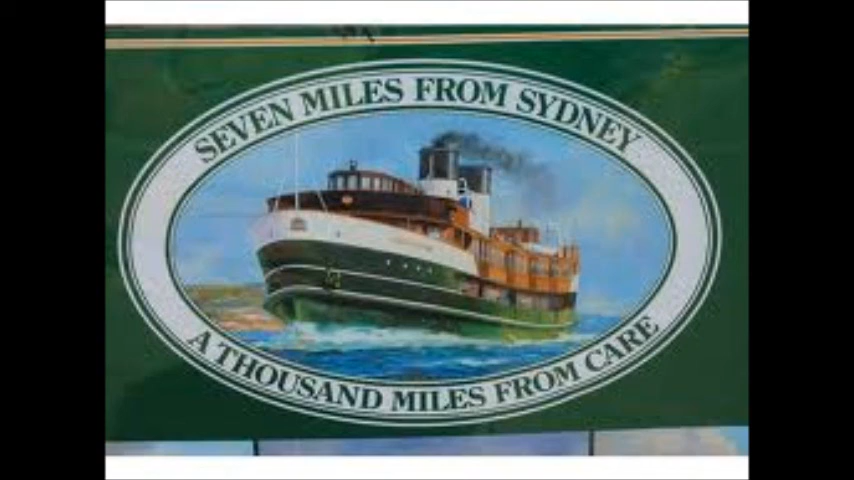 SEVEN MILES FROM SYDNEY
A THOUSAND MILES FROM CARE